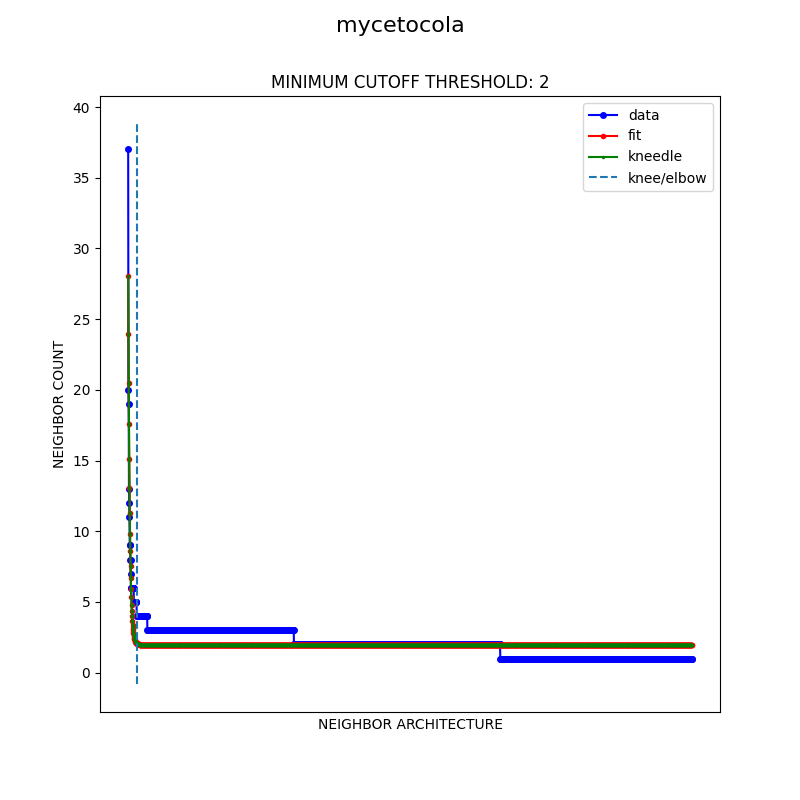 mycetocola
MINIMUM CUTOFF THRESHOLD: 2
40
35
30
25
20
15
10
5
0
NEIGHBOR COUNT
data
fit
kneedle
knee/elbow
NEIGHBOR ARCHITECTURE